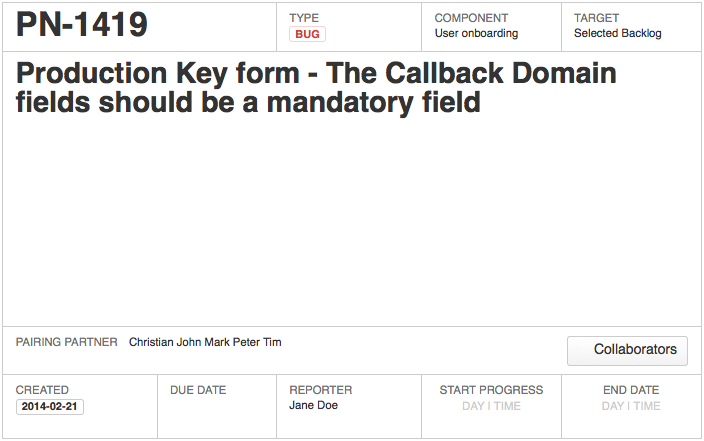 PN-1419
TYPE
BUG
COMPONENT
User onboarding
TARGET
Selected Backlog
Production Key form - The Callback Domain
fields should be a mandatory field
PAIRING PARTNER Christian John Mark Peter Tim
Collaborators
CREATED
2014-02-21
DUE DATE
REPORTER
Jane Doe
START PROGRESS
DAY | TIME
END DATE
DAY | TIME